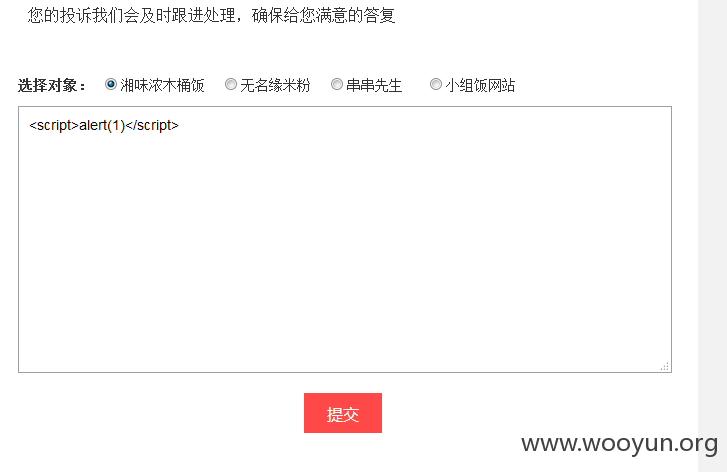 您的投诉我们会及时跟进处理，确保给您满意的答复
选择对象： 湘味浓木桶饭 无名缘米粉 串串先生 小组饭网站
<script>alert(1)</script>
提交
www.wooyun.org